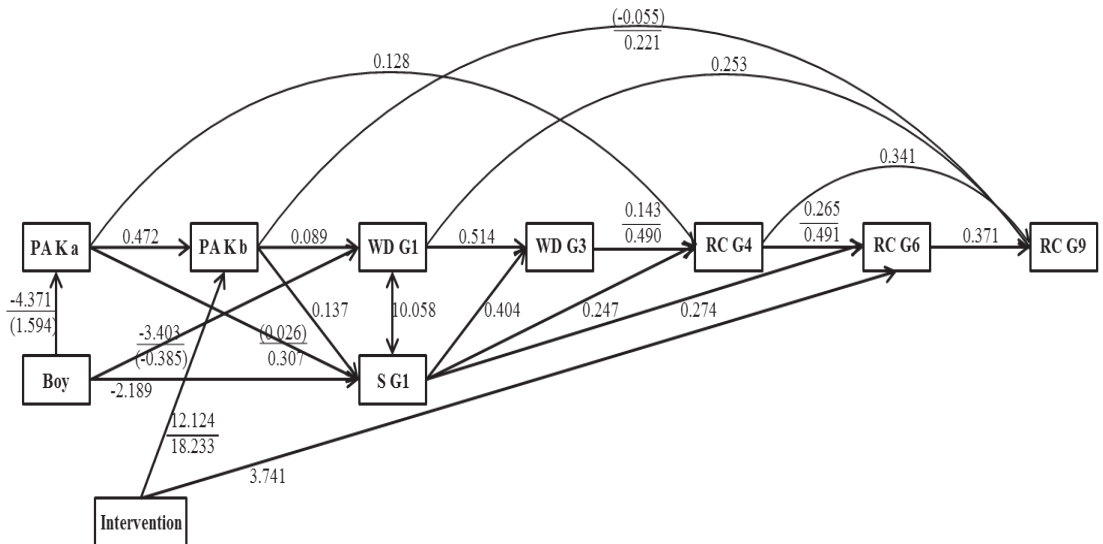 (-0.055)
0.221
0.128
0.253
0.341
PA K a
0.472
PA K b
0.089
WD G1
0.514
WD G3
0.143
0.490
RC G4
0.265
0.491
RC G6
0.371
RC G9
-4.371
(1.594)
0.137
10.058
0.404
0.247
0.274
-3.403
(-0.385)
(0.026)
0.307
Boy
-2.189
S G1
12.124
18.233
3.741
Intervention